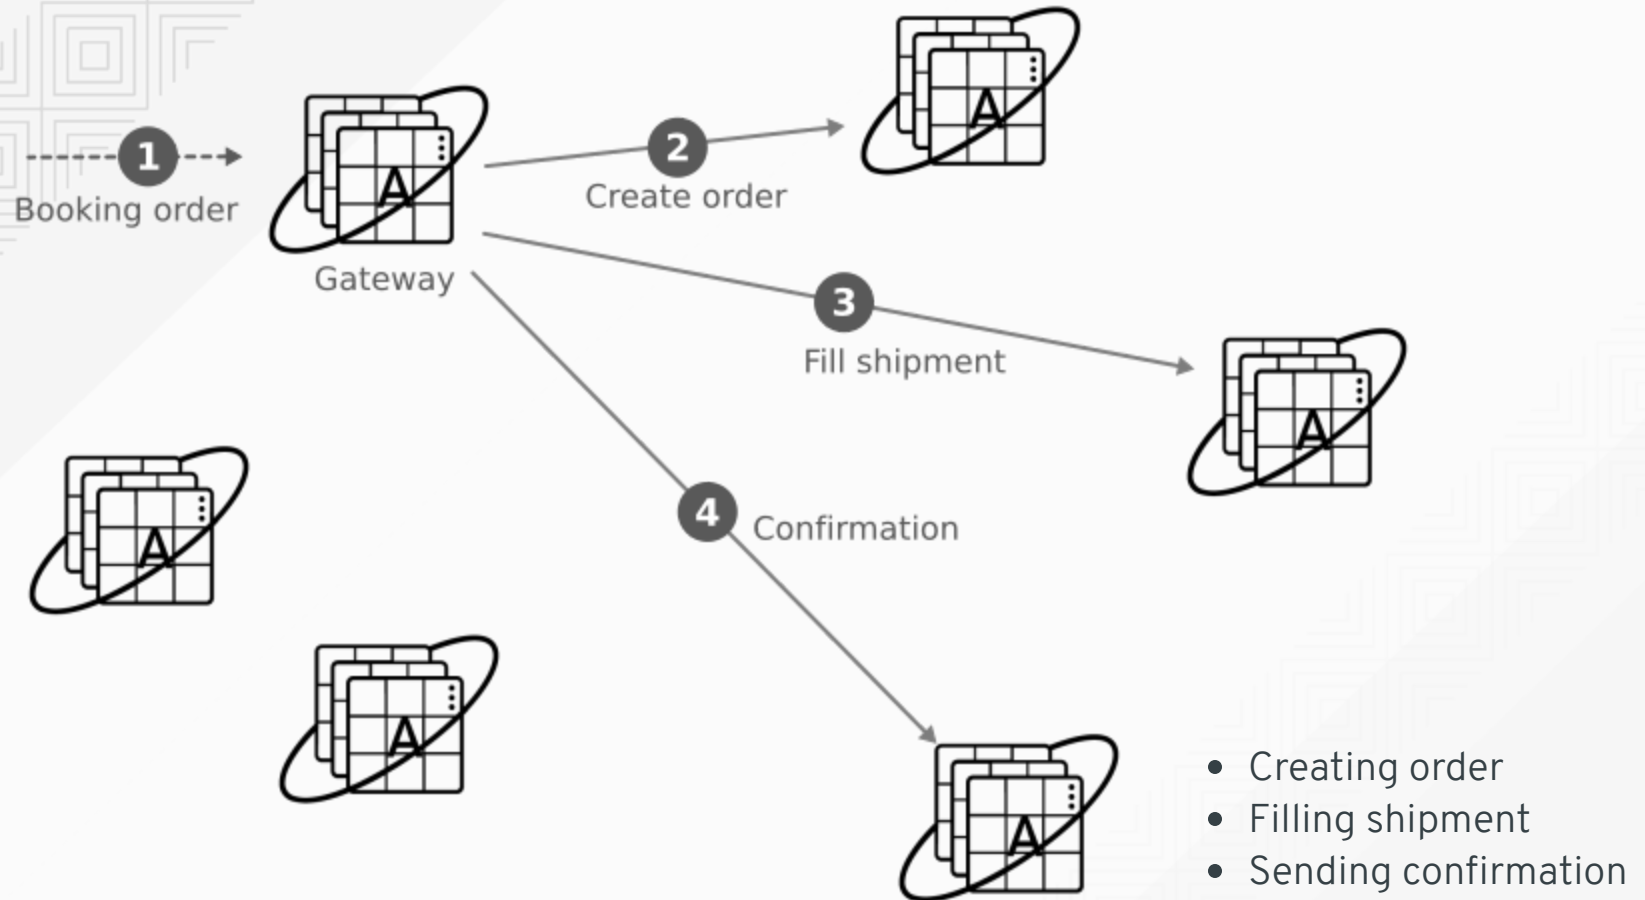 A
2
Create order
1
Booking order
A
Gateway
3
Fill shipment
A
4
Confirmation
A
A
A
• Creating order
• Filling shipment
• Sending confirmation